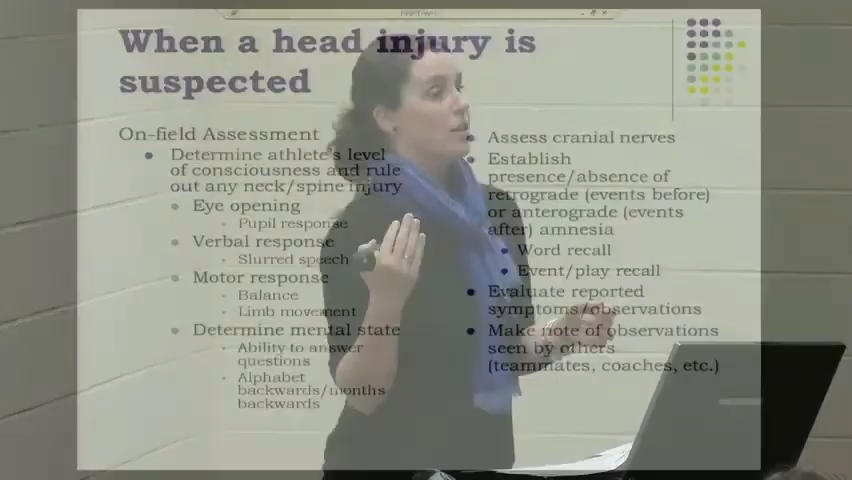 When a head injury is
suspected
On-field Assessment
Determine athlete's level
of consciousness and rule
out any neck/spine injury
Eye opening
Pupil response
Verbal response
Slurred speech
Motor response
Balance
Limb movement
Determine mental state
Ability to answer
questions
Alphabet
backwards/months
backwards
Assess cranial nerves
Establish
presence/absence of
retrograde (events before)
or anterograde (events
after) amnesia
Word recall
Event/play recall
Evaluate reported
symptoms/observations
Make note of observations
seen by others
(teammates, coaches, etc.)